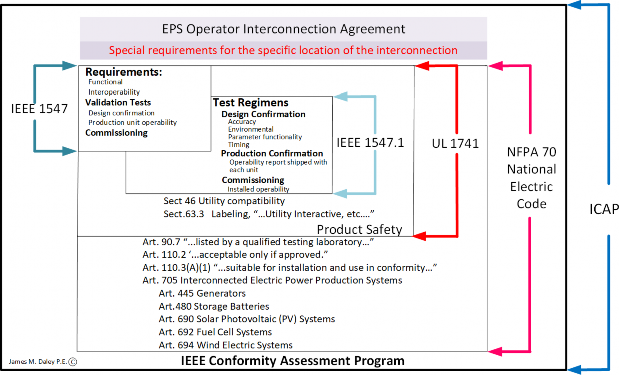 EPS Operator Interconnection Agreement
Special requirements for the specific location of the interconnection
Requirements:
Functional
Interoperability
Validation Tests
Design confirmation
Production unit operability
Commissioning
IEEE 1547
Test Regimens
Design Confirmation
Accuracy
Environmental
Parameter functionality
Timing
Production Confirmation
Operability report shipped with
each unit
Commissioning
Installed operability
IEEE 1547.1
UL 1741
NFPA 70
National
Electric
Code
ICAP
Sect 46 Utility compatibility
Sect.63.3 Labeling, “...Utility Interactive, etc....”
Product Safety
Art. 90.7 “...listed by a qualified testing laboratory...”
Art. 110.2 ‘...acceptable only if approved.”
Art. 110.3(A)(1) “...suitable for installation and use in conformity...”
Art. 705 Interconnected Electric Power Production Systems
Art. 445 Generators
Art.480 Storage Batteries
Art. 690 Solar Photovoltaic (PV) Systems
Art. 692 Fuel Cell Systems
Art. 694 Wind Electric Systems
James M. Daley P.E.©
IEEE Conformity Assessment Program